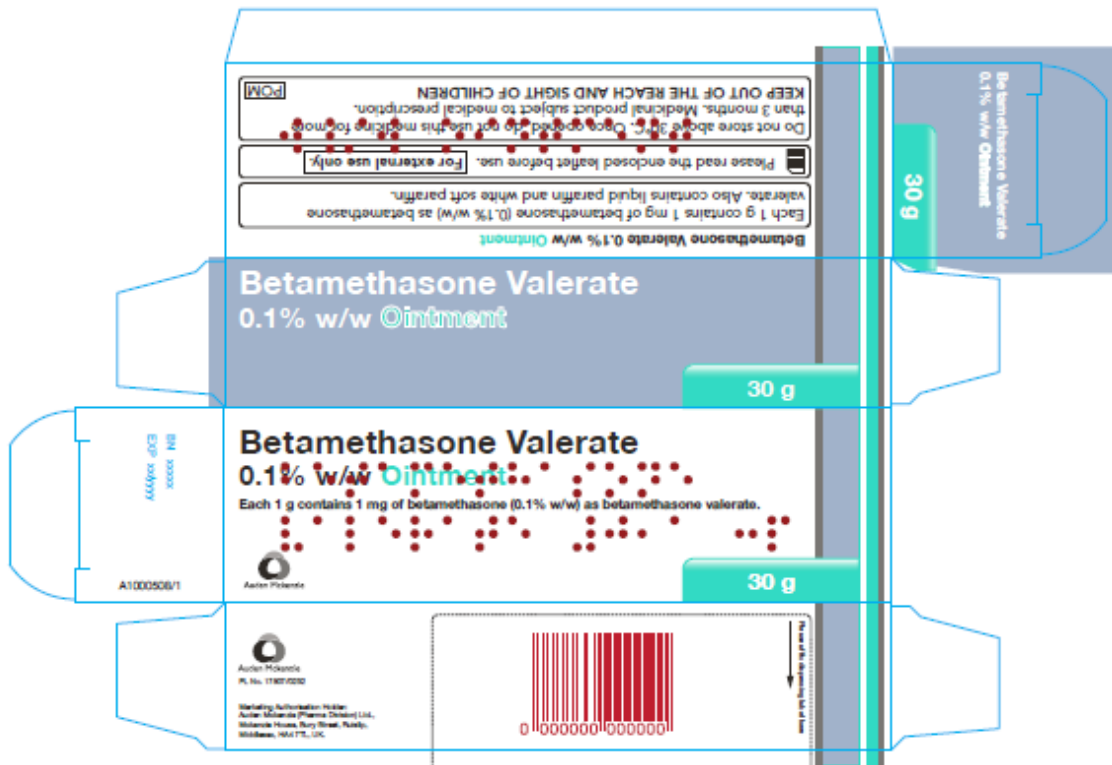 KEEP OUT OF THE REACH AND SIGHT OF CHILDREN
POM
than 3 months. Medicinal product subject to medical prescription.
Do not store above 30°C. Once opened, do not use this medicine for more
Please read the enclosed leaflet before use. For external use only.
valerate. Also contains liquid paraffin and white soft paraffin.
Each 1 g contains 1 mg of betamethasone (0.1% w/w) as betamethasone
Betamethasone Valerate 0.1% w/w Ointment
Betamethasone Valerate
0.1% w/w Ointment
30 g
Betamethasone Valerate
0.1% w/w Ointment
30 g
BN xxxxx
EXP xx/yyyy
A1000508/1
Betamethasone Valerate
0.1% w/w Ointment
Each 1 g contains 1 mg of betamethasone (0.1% w/w) as betamethasone valerate.
Auden Mckenzie
30 g
Auden Mckenzie
PL No.
Marketing Authorisation Holder:
Auden Mckenzie (Pharma Division) Ltd.,
Mckenzie House, Bury Street, Ruislip,
Middlesex, HA4 7TL, UK.
0 000000 000000